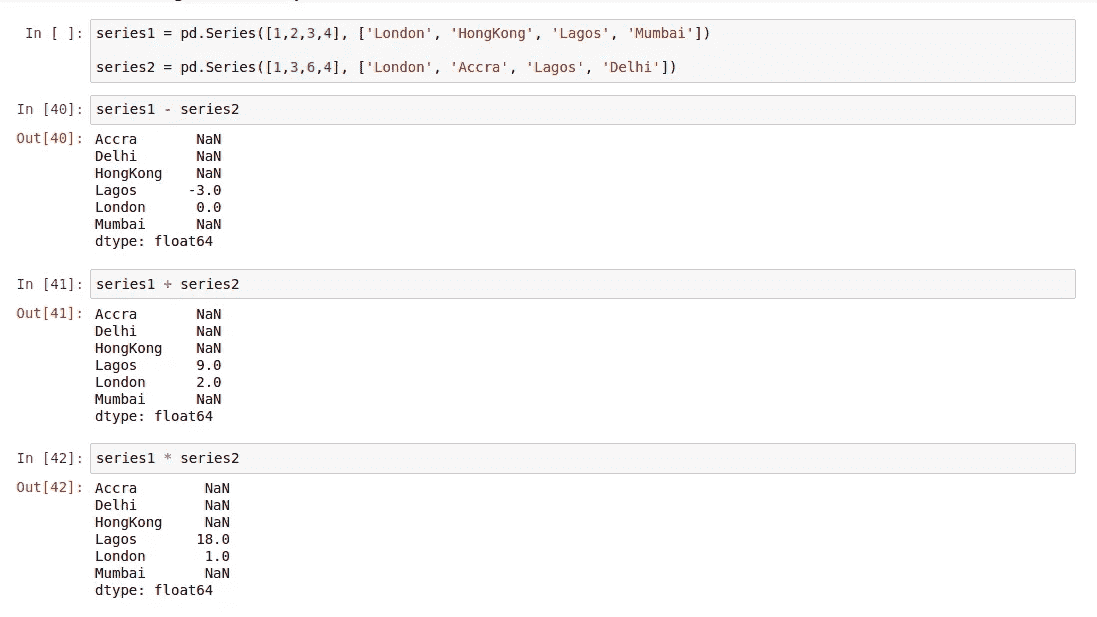 In [ ]: series1 = pd.Series([1,2,3,4], ['London', 'HongKong', 'Lagos', 'Mumbai'])
series2 = pd.Series([1,3,6,4], ['London', 'Accra', 'Lagos', 'Delhi'])
In [40]: series1 - series2
Out[40]: Accra NaN
Delhi NaN
HongKong NaN
Lagos -3.0
London 0.0
Mumbai NaN
dtype: float64
In [41]: series1 + series2
Out[41]: Accra NaN
Delhi NaN
HongKong NaN
Lagos 9.0
London 2.0
Mumbai NaN
dtype: float64
In [42]: series1 * series2
Out[42]: Accra NaN
Delhi NaN
HongKong NaN
Lagos 18.0
London 1.0
Mumbai NaN
dtype: float64